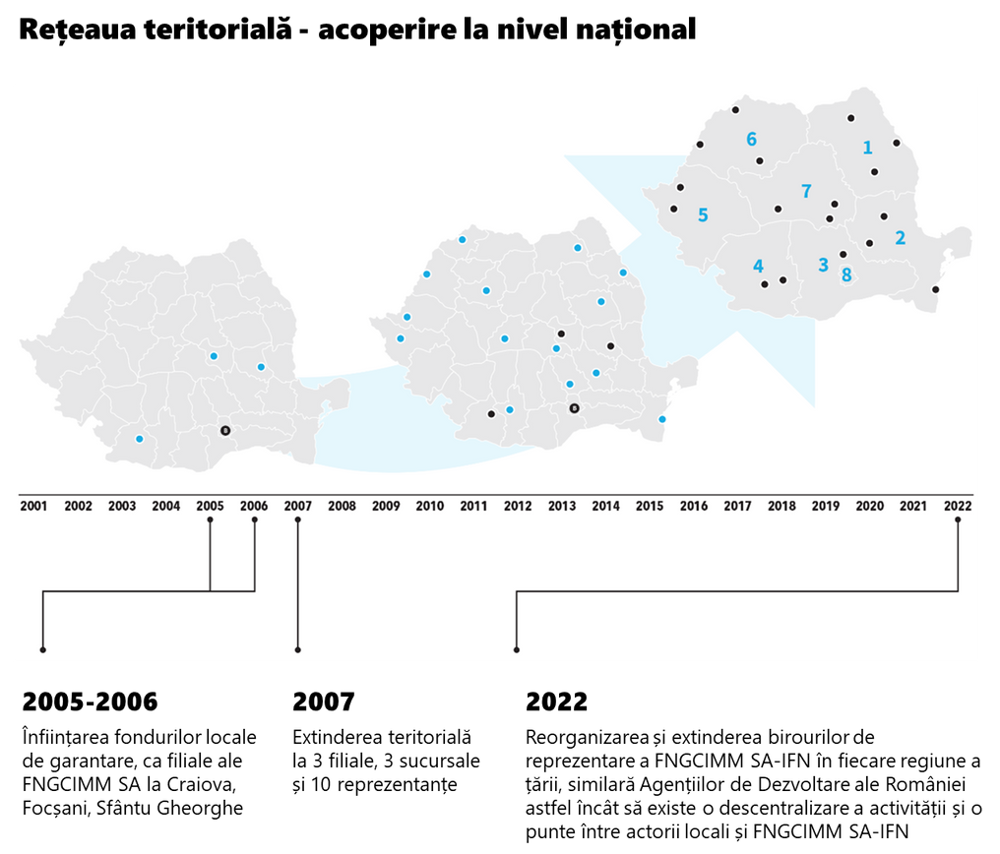 Rețeaua teritorială - acoperire la nivel național
6
1
7
5
2
4
3
8
B
B
2001 2002 2003 2004 2005 2006 2007 2008 2009 2010 2011 2012 2013 2014 2015 2016 2017 2018 2019 2020 2021 2022
2005-2006
Înființarea fondurilor locale
de garantare, ca filiale ale
FNGCIMM SA la Craiova,
Focșani, Sfântu Gheorghe
2007
Extinderea teritorială
la 3 filiale, 3 sucursale
și 10 reprezentanțe
2022
Reorganizarea și extinderea birourilor de
reprezentare a FNGCIMM SA-IFN în fiecare regiune a
țării, similară Agențiilor de Dezvoltare ale României
astfel încât să existe o descentralizare a activității și o
punte între actorii locali și FNGCIMM SA-IFN